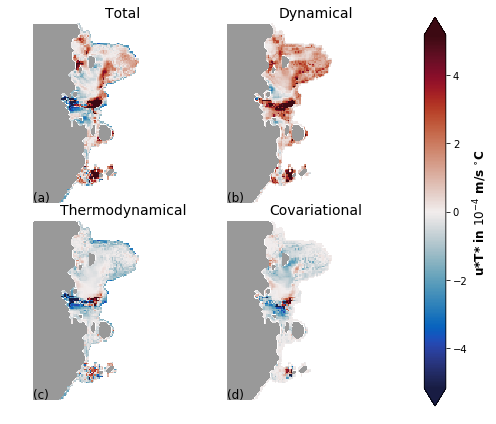 Total
Dynamical
(a)
(b)
Thermodynamical
Covariational
(c)
(d)
4
2
0
−2
−4
u*T* in 10⁻⁴ m/s °C